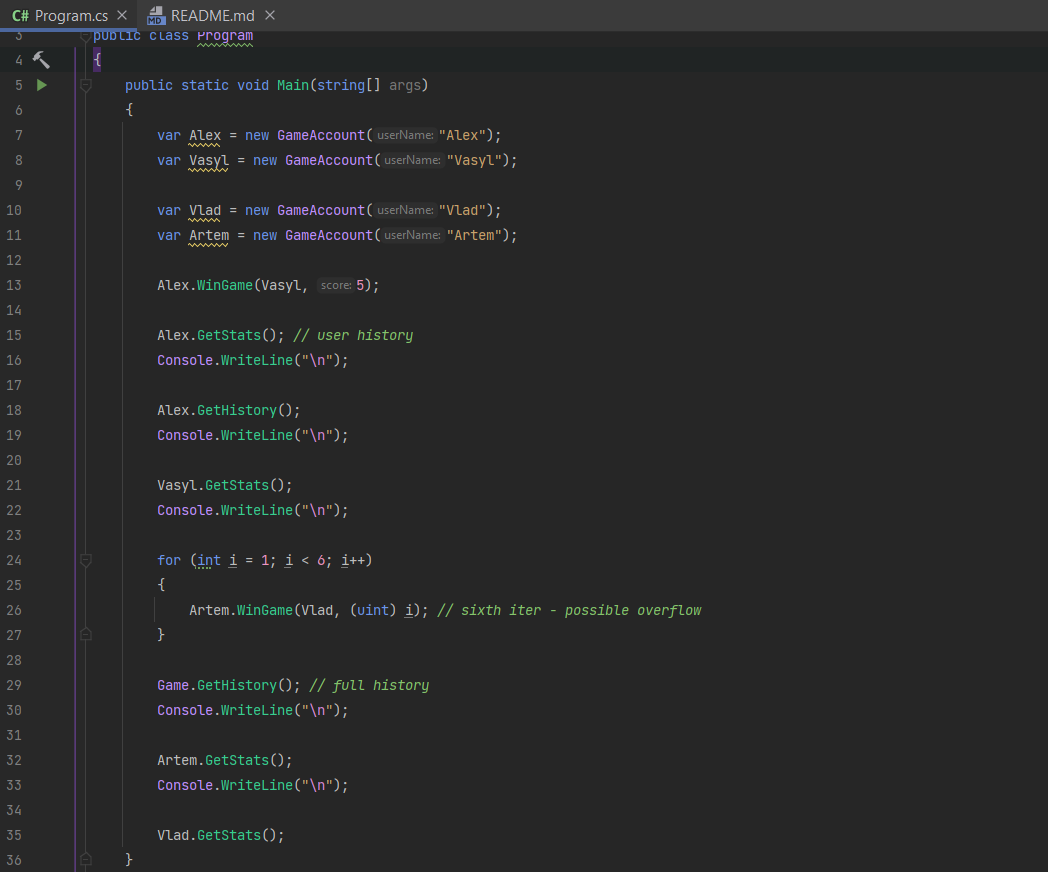 C# Program.cs × MD README.md ×
3 public class Program
4 {
5 public static void Main(string[] args)
6 {
7 var Alex = new GameAccount( userName: "Alex");
8 var Vasyl = new GameAccount( userName: "Vasyl");
9
10 var Vlad = new GameAccount( userName: "Vlad");
11 var Artem = new GameAccount( userName: "Artem");
12
13 Alex.WinGame(Vasyl, score: 5);
14
15 Alex.GetStats(); // user history
16 Console.WriteLine("\n");
17
18 Alex.GetHistory();
19 Console.WriteLine("\n");
20
21 Vasyl.GetStats();
22 Console.WriteLine("\n");
23
24 for (int i = 1; i < 6; i++)
25 {
26 Artem.WinGame(Vlad, (uint) i); // sixth iter - possible overflow
27 }
28
29 Game.GetHistory(); // full history
30 Console.WriteLine("\n");
31
32 Artem.GetStats();
33 Console.WriteLine("\n");
34
35 Vlad.GetStats();
36 }